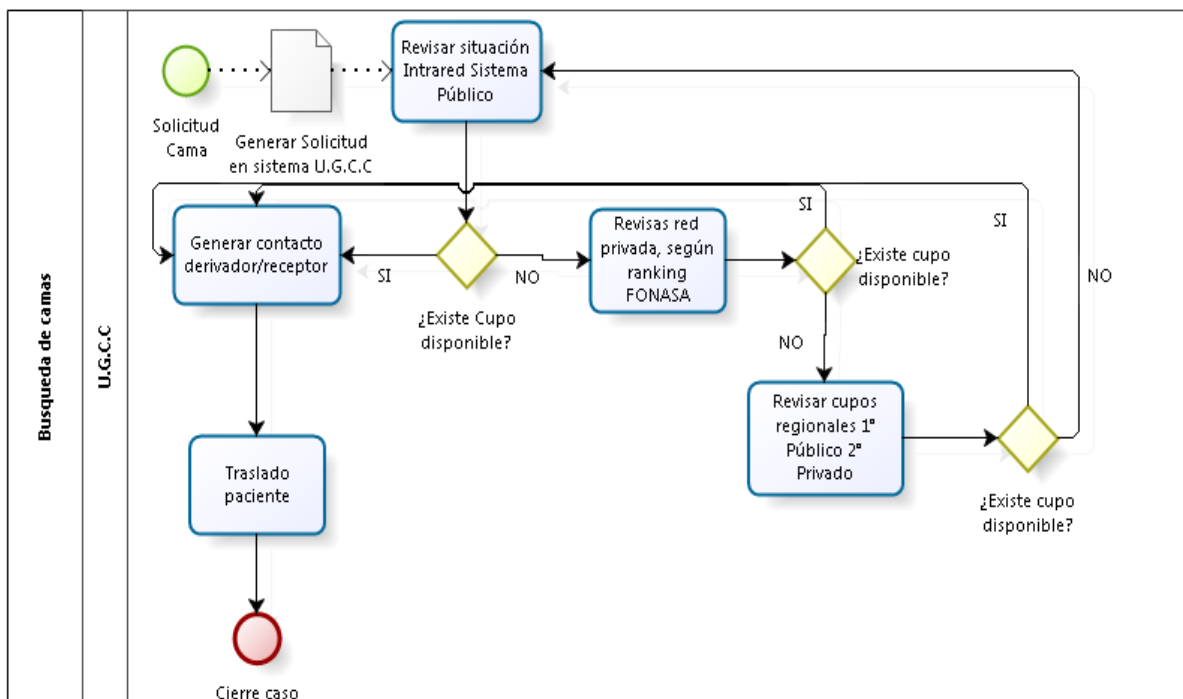 Busqueda de camas
U.G.C.C
Solicitud
Cama
Generar Solicitud
en sistema U.G.C.C
Revisar situación
Intrared Sistema
Público
Generar contacto
derivador/receptor
SI
¿Existe Cupo
disponible?
NO
Revisas red
privada, según
ranking
FONASA
SI
¿Existe cupo
disponible?
NO
Revisar cupos
regionales 1°
Público 2°
Privado
SI
¿Existe cupo
disponible?
NO
Traslado
paciente
Cierre caso